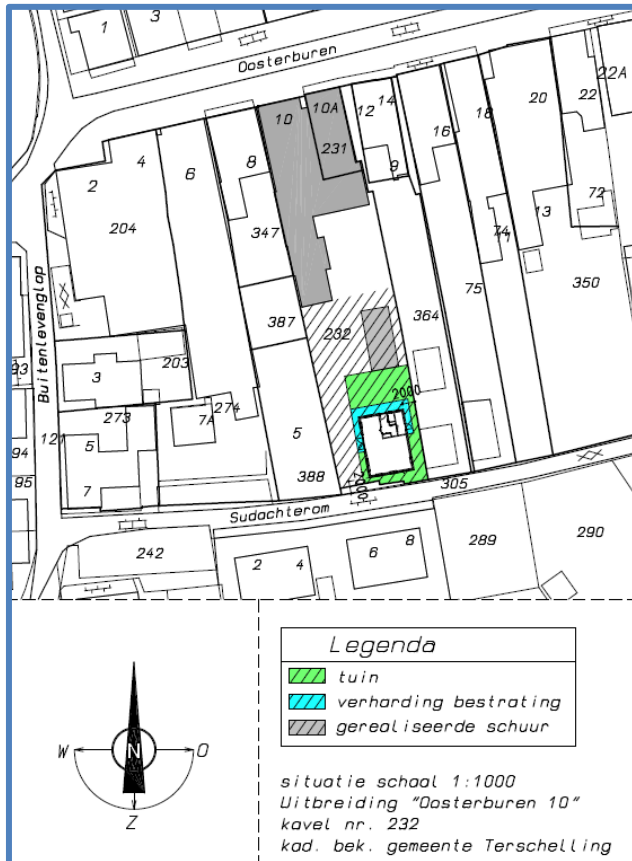 1
3
Oosterburen
22A
10
10A
12
14
16
18
20
22
2
4
6
8
231
9
72
204
347
13
74
232
364
75
350
387
Buitenlevenglop
93
3
203
2000
273
274
7A
121
5
5
94
7
388
2000
305
95
Sudachterom
242
2
4
6
8
289
290
Legenda
tuin
verharding bestrating
gerealiseerde schuur
W
N
O
Z
situatie schaal 1:1000
Uitbreiding "Oosterburen 10"
kavel nr. 232
kad. bek. gemeente Terschelling